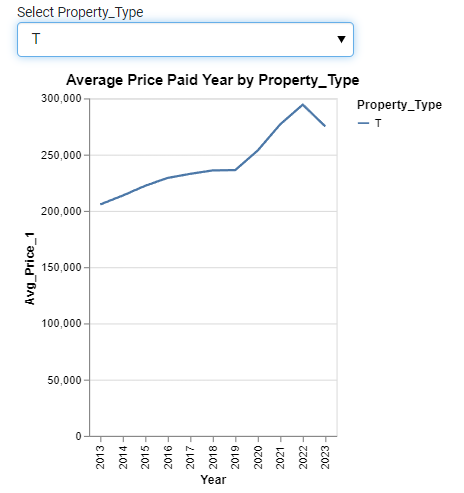 Select Property_Type
T
Average Price Paid Year by Property_Type
Property_Type
T
300,000
250,000
200,000
150,000
100,000
50,000
0
Avg_Price_1
2013 2014 2015 2016 2017 2018 2019 2020 2021 2022 2023
Year